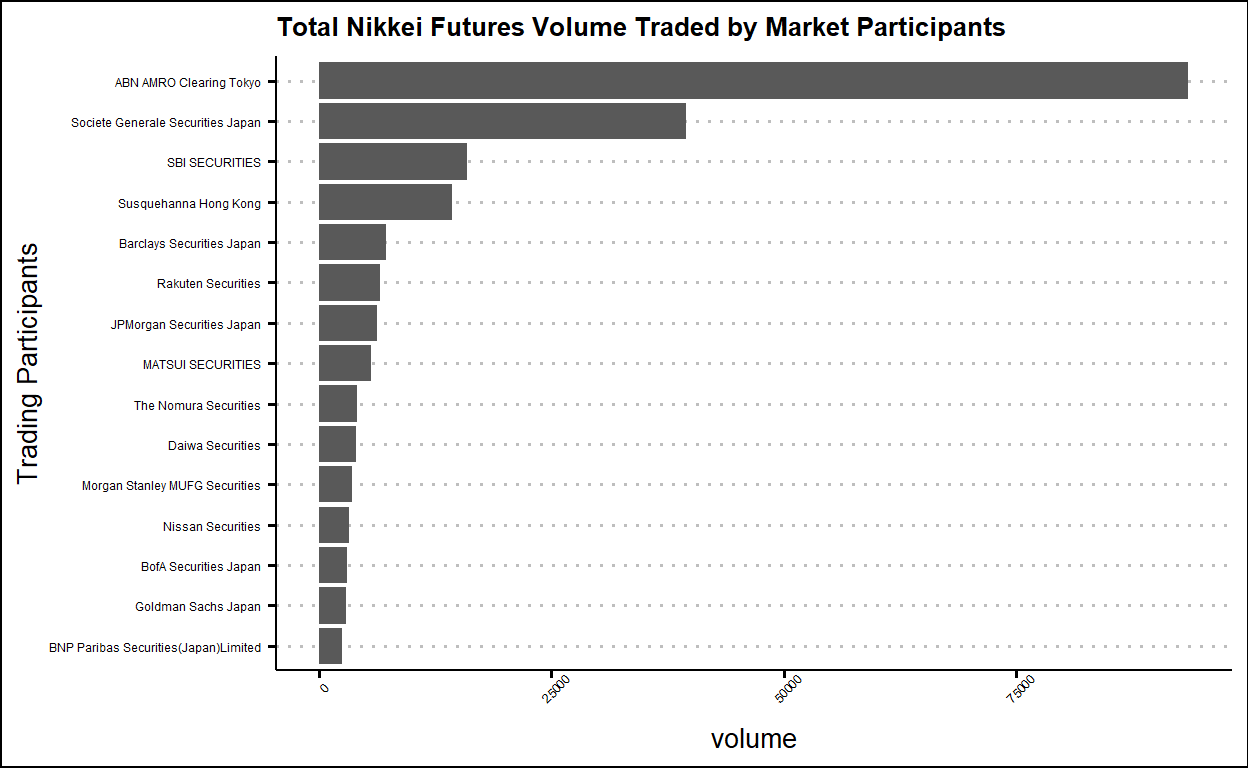 Total Nikkei Futures Volume Traded by Market Participants
Trading Participants
ABN AMRO Clearing Tokyo
Societe Generale Securities Japan
SBI SECURITIES
Susquehanna Hong Kong
Barclays Securities Japan
Rakuten Securities
JPMorgan Securities Japan
MATSUI SECURITIES
The Nomura Securities
Daiwa Securities
Morgan Stanley MUFG Securities
Nissan Securities
BofA Securities Japan
Goldman Sachs Japan
BNP Paribas Securities(Japan)Limited
0
25000
50000
75000
volume